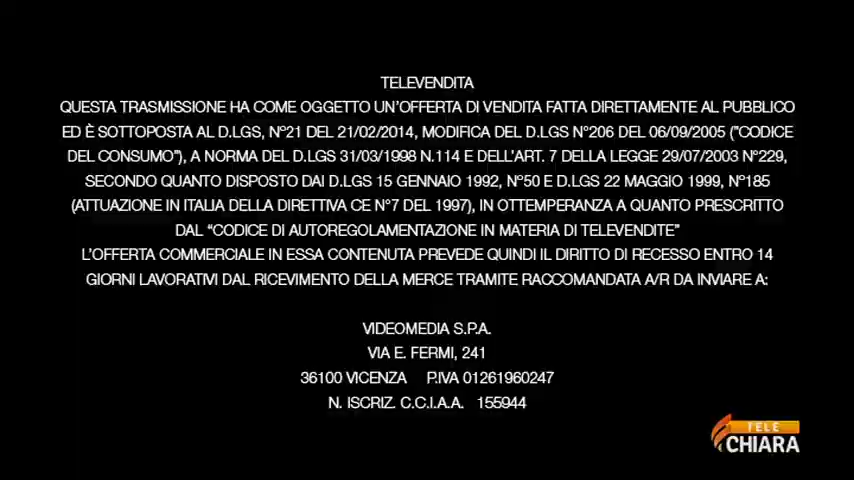 TELEVENDITA
QUESTA TRASMISSIONE HA COME OGGETTO UN'OFFERTA DI VENDITA FATTA DIRETTAMENTE AL PUBBLICO
ED È SOTTOPOSTA AL D.LGS, N°21 DEL 21/02/2014, MODIFICA DEL D.LGS N°206 DEL 06/09/2005 ("CODICE
DEL CONSUMO"), A NORMA DEL D.LGS 31/03/1998 N.114 E DELL'ART. 7 DELLA LEGGE 29/07/2003 N°229,
SECONDO QUANTO DISPOSTO DAI D.LGS 15 GENNAIO 1992, N°50 E D.LGS 22 MAGGIO 1999, N°185
(ATTUAZIONE IN ITALIA DELLA DIRETTIVA CE N°7 DEL 1997), IN OTTEMPERANZA A QUANTO PRESCRITTO
DAL “CODICE DI AUTOREGOLAMENTAZIONE IN MATERIA DI TELEVENDITE”
L'OFFERTA COMMERCIALE IN ESSA CONTENUTA PREVEDE QUINDI IL DIRITTO DI RECESSO ENTRO 14
GIORNI LAVORATIVI DAL RICEVIMENTO DELLA MERCE TRAMITE RACCOMANDATA A/R DA INVIARE A:
VIDEOMEDIA S.P.A.
VIA E. FERMI, 241
36100 VICENZA P.IVA 01261960247
N. ISCRIZ. C.C.I.A.A. 155944
TELE
CHIARA